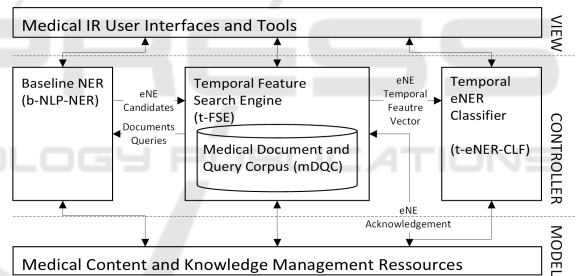 Medical IR User Interfaces and Tools
VIEW
Baseline NER
(b-NLP-NER)
eNE
Candidates
Documents
Queries
Temporal Feature
Search Engine
(t-FSE)
Medical Document and
Query Corpus (mDQC)
eNE
Temporal
Feautre
Vector
Temporal
eNER
Classifier
(t-eNER-CLF)
CONTROLLER
eNE
Acknowledgement
MODEL
Medical Content and Knowledge Management Ressources